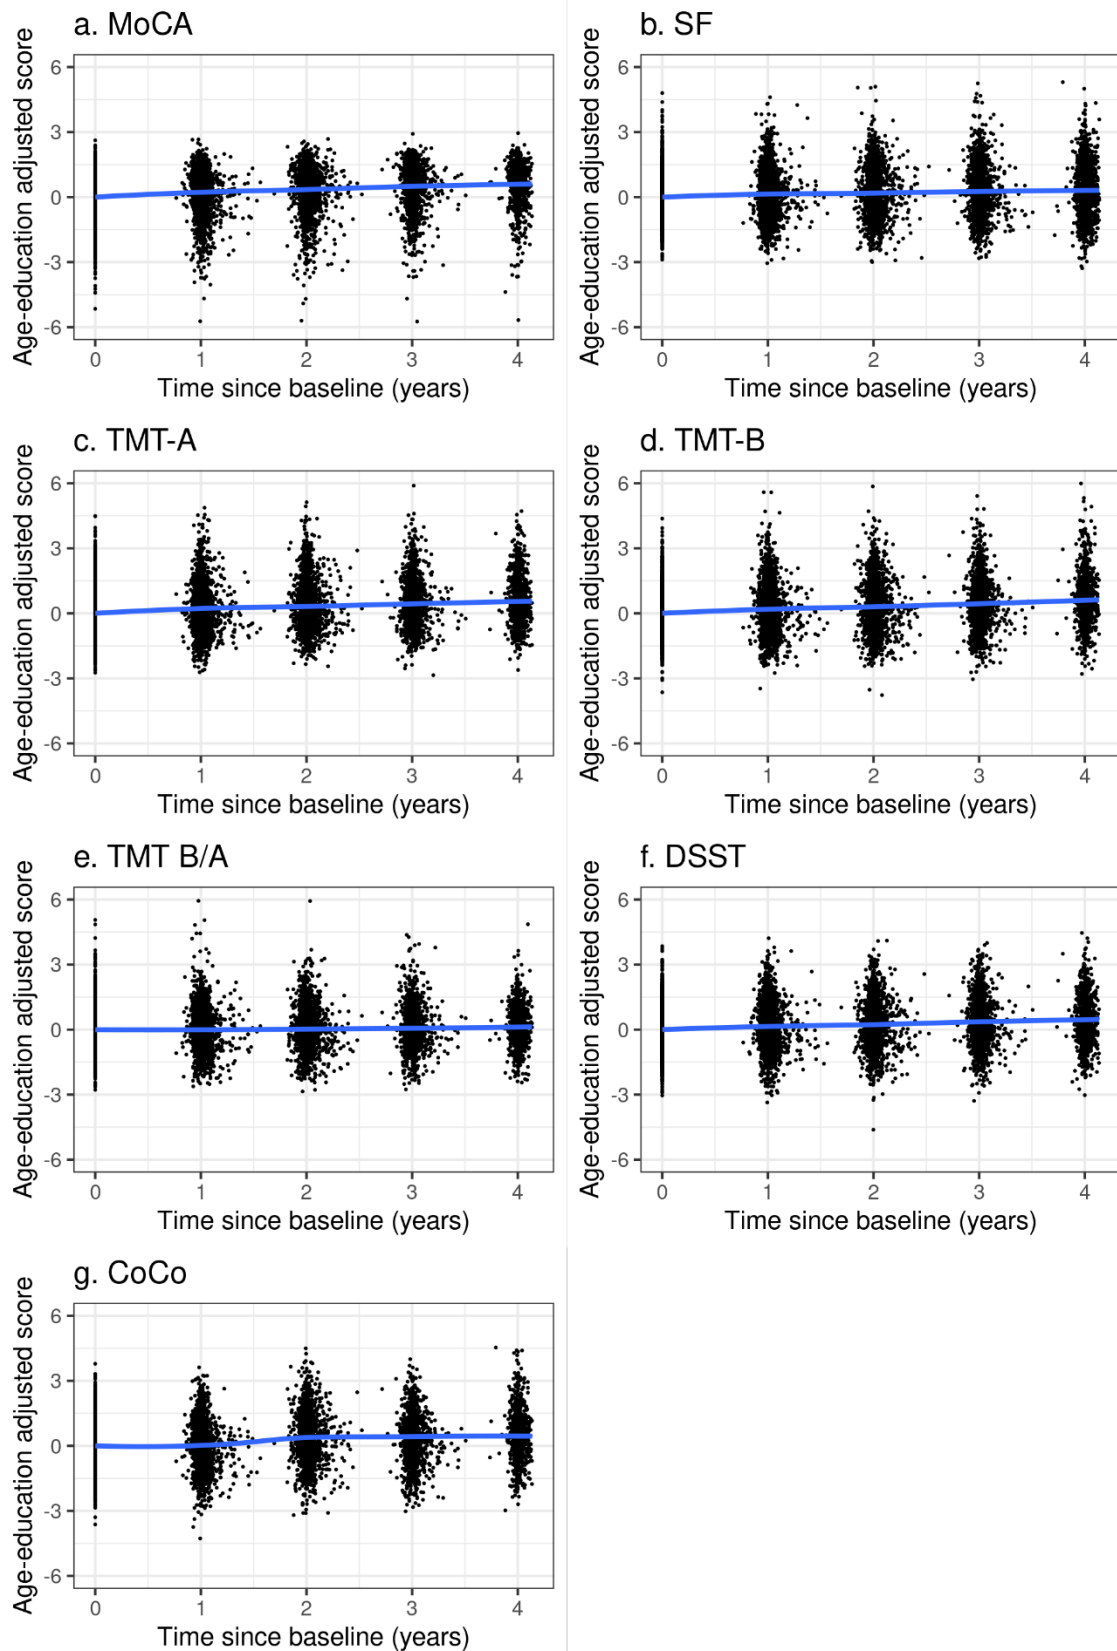 a. MoCA
Age-education adjusted score
6
3
0
-3
-6
0 1 2 3 4
Time since baseline (years)
b. SF
Age-education adjusted score
6
3
0
-3
-6
0 1 2 3 4
Time since baseline (years)
c. TMT-A
Age-education adjusted score
6
3
0
-3
-6
0 1 2 3 4
Time since baseline (years)
d. TMT-B
Age-education adjusted score
6
3
0
-3
-6
0 1 2 3 4
Time since baseline (years)
e. TMT B/A
Age-education adjusted score
6
3
0
-3
-6
0 1 2 3 4
Time since baseline (years)
f. DSST
Age-education adjusted score
6
3
0
-3
-6
0 1 2 3 4
Time since baseline (years)
g. CoCo
Age-education adjusted score
6
3
0
-3
-6
0 1 2 3 4
Time since baseline (years)